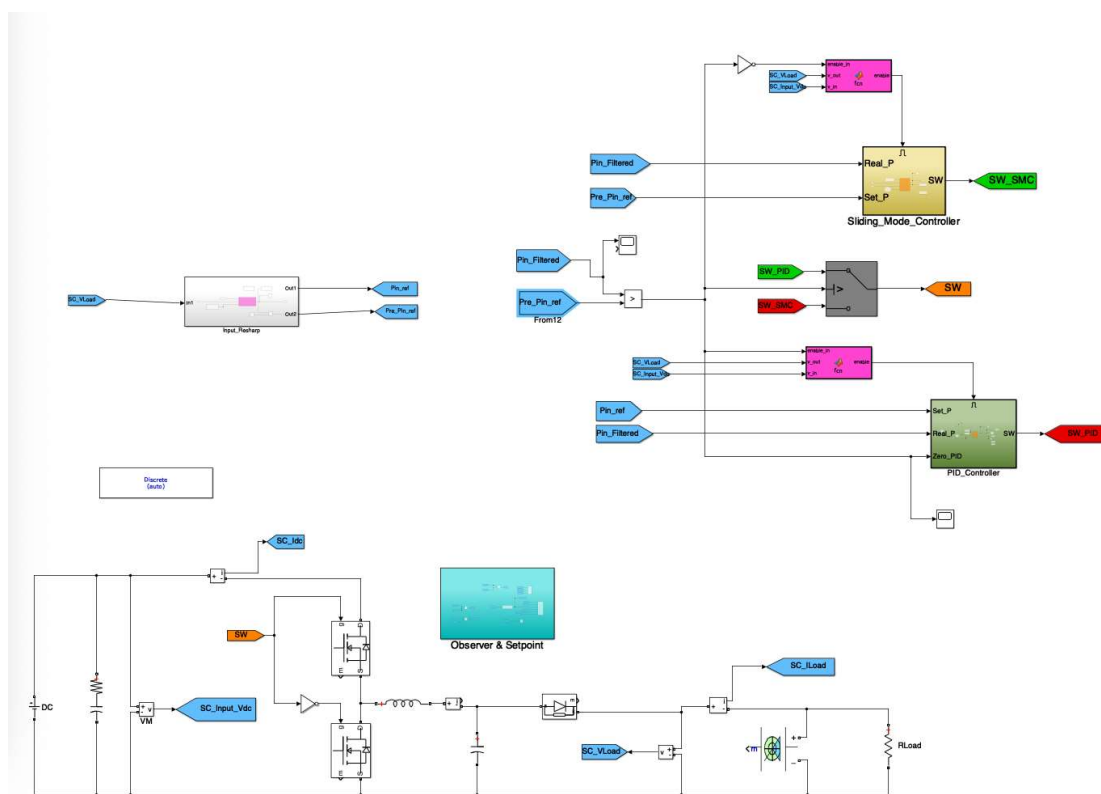 enable_in
SC_VLoad
v_out
enable
SC_Input_Vdc
v_in
fcn
Pin_Filtered
Real_P
SW
SW_SMC
Pre_Pin_ref
Set_P
Sliding_Mode_Controller
Pin_Filtered
SW_PID
SW
Pre_Pin_ref
>
>
From12
SW_SMC
SC_VLoad
In1
Out1
Pin_ref
Out2
Pre_Pin_ref
Input_Resharp
enable_in
SC_VLoad
v_out
enable
SC_Input_Vdc
v_in
fcn
Pin_ref
Set_P
Pin_Filtered
Real_P
SW
SW_PID
Zero_PID
PID_Controller
Discrete
(auto)
SC_Idc
+ i
-
SW
g D
m S
Observer & Setpoint
SC_ILoad
DC
+ v
-
VM
SC_Input_Vdc
g D
m S
+ i
-
m
+ i
-
SC_VLoad
v +
-
<m
+
-
RLoad